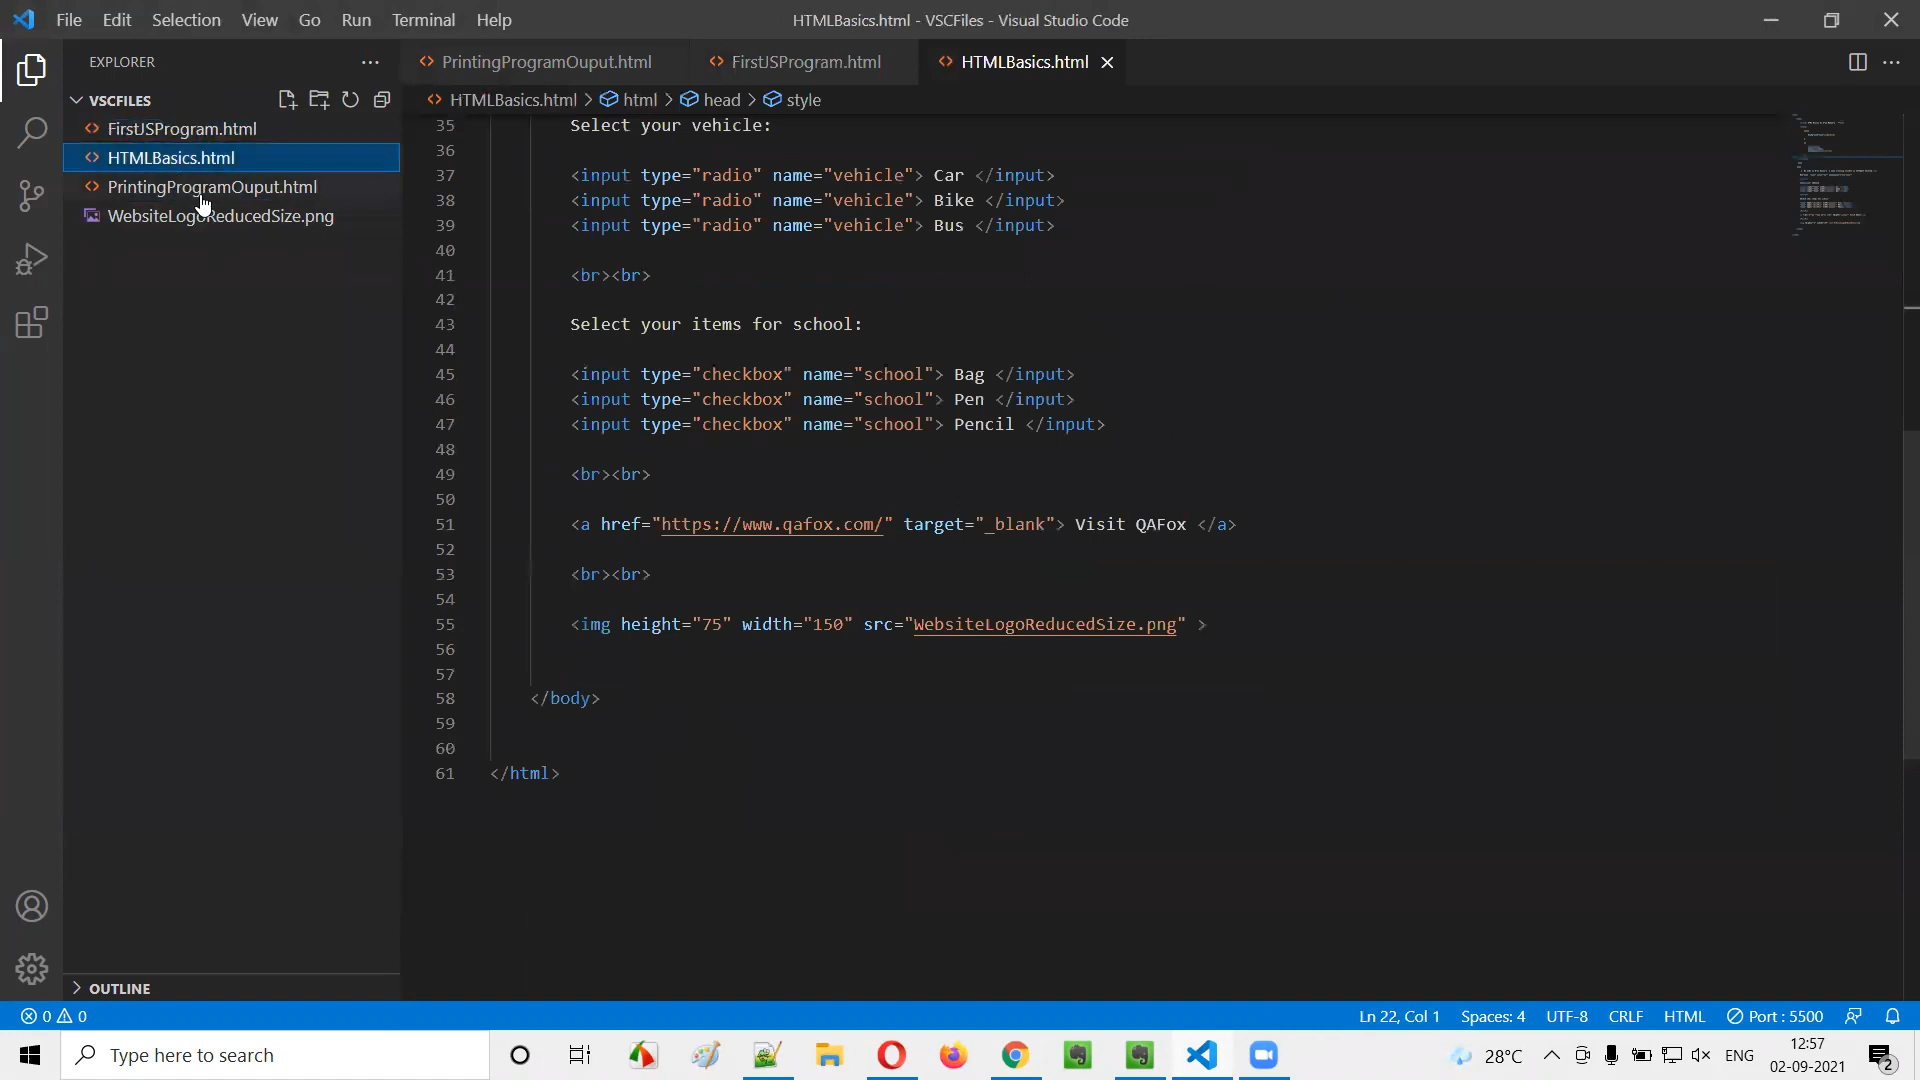 File Edit Selection View Go Run Terminal Help
HTMLBasics.html - VSCFiles - Visual Studio Code
EXPLORER
PrintingProgramOuput.html
FirstJSProgram.html
HTMLBasics.html
VSCFILES
HTMLBasics.html > html > head > style
FirstJSProgram.html
HTMLBasics.html
PrintingProgramOuput.html
WebsiteLogoReducedSize.png
35 Select your vehicle:
36
37 <input type="radio" name="vehicle"> Car </input>
38 <input type="radio" name="vehicle"> Bike </input>
39 <input type="radio" name="vehicle"> Bus </input>
40
41 <br><br>
42
43 Select your items for school:
44
45 <input type="checkbox" name="school"> Bag </input>
46 <input type="checkbox" name="school"> Pen </input>
47 <input type="checkbox" name="school"> Pencil </input>
48
49 <br><br>
50
51 <a href="https://www.qafox.com/" target="_blank"> Visit QAFox </a>
52
53 <br><br>
54
55 <img height="75" width="150" src="WebsiteLogoReducedSize.png" >
56
57
58 </body>
59
60
61 </html>
OUTLINE
0 0
Ln 22, Col 1 Spaces: 4 UTF-8 CRLF HTML Port : 5500
Type here to search
28°C
ENG
12:57
02-09-2021
2